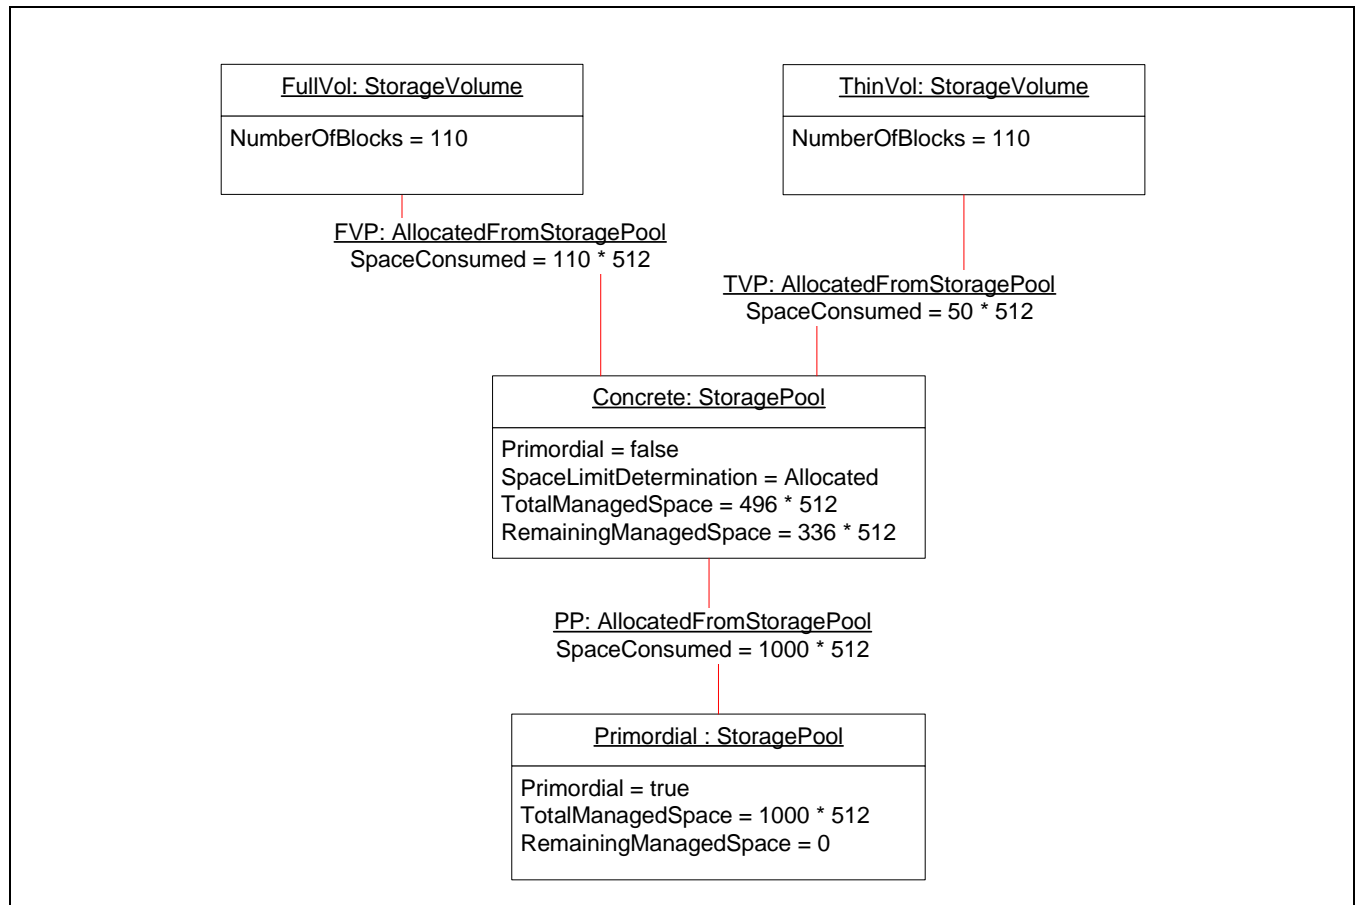 FullVol: StorageVolume
NumberOfBlocks = 110
ThinVol: StorageVolume
NumberOfBlocks = 110
FVP: AllocatedFromStoragePool
SpaceConsumed = 110 * 512
TVP: AllocatedFromStoragePool
SpaceConsumed = 50 * 512
Concrete: StoragePool
Primordial = false
SpaceLimitDetermination = Allocated
TotalManagedSpace = 496 * 512
RemainingManagedSpace = 336 * 512
PP: AllocatedFromStoragePool
SpaceConsumed = 1000 * 512
Primordial : StoragePool
Primordial = true
TotalManagedSpace = 1000 * 512
RemainingManagedSpace = 0